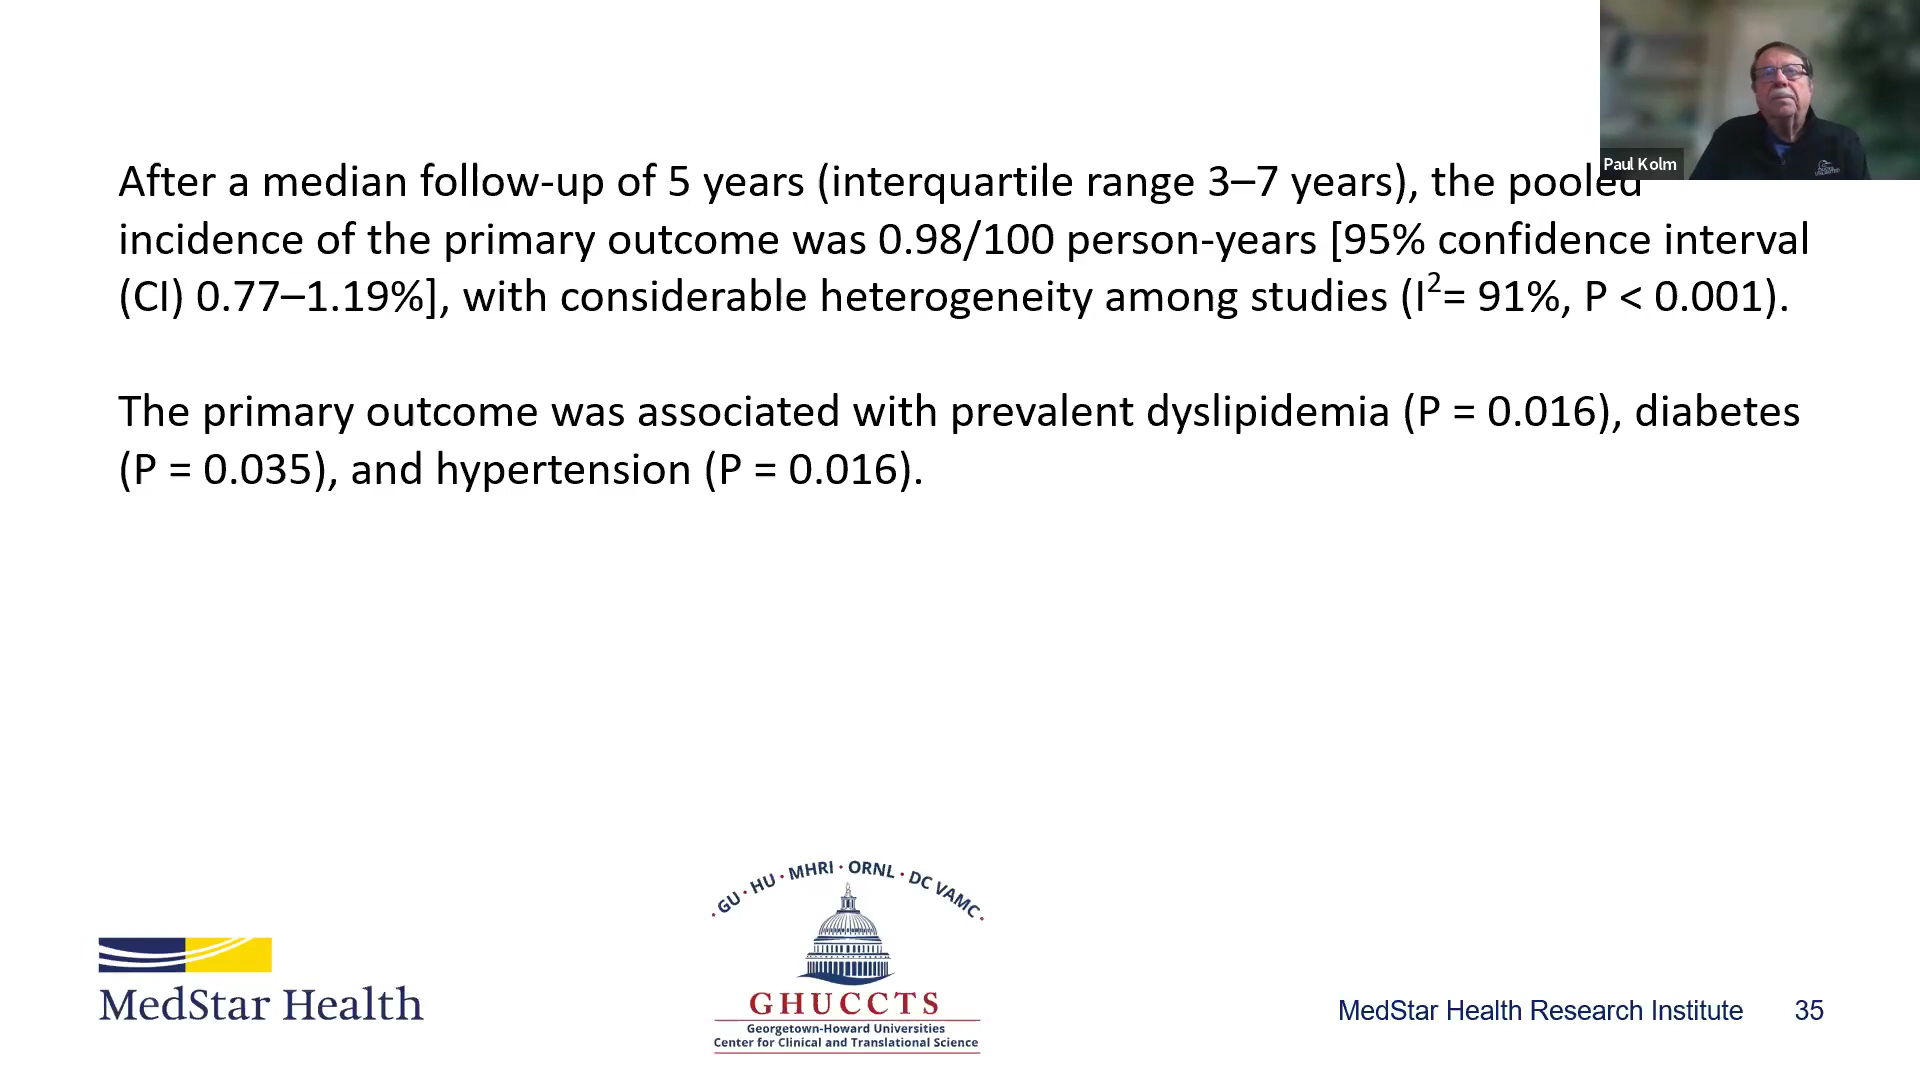 Paul Kolm
After a median follow-up of 5 years (interquartile range 3–7 years), the pooled
incidence of the primary outcome was 0.98/100 person-years [95% confidence interval
(CI) 0.77–1.19%], with considerable heterogeneity among studies (I²= 91%, P < 0.001).
The primary outcome was associated with prevalent dyslipidemia (P = 0.016), diabetes
(P = 0.035), and hypertension (P = 0.016).
· GU · HU · MHRI · ORNL · DC VAMC ·
GHUCCTS
Georgetown-Howard Universities
Center for Clinical and Translational Science
MedStar Health
MedStar Health Research Institute 35